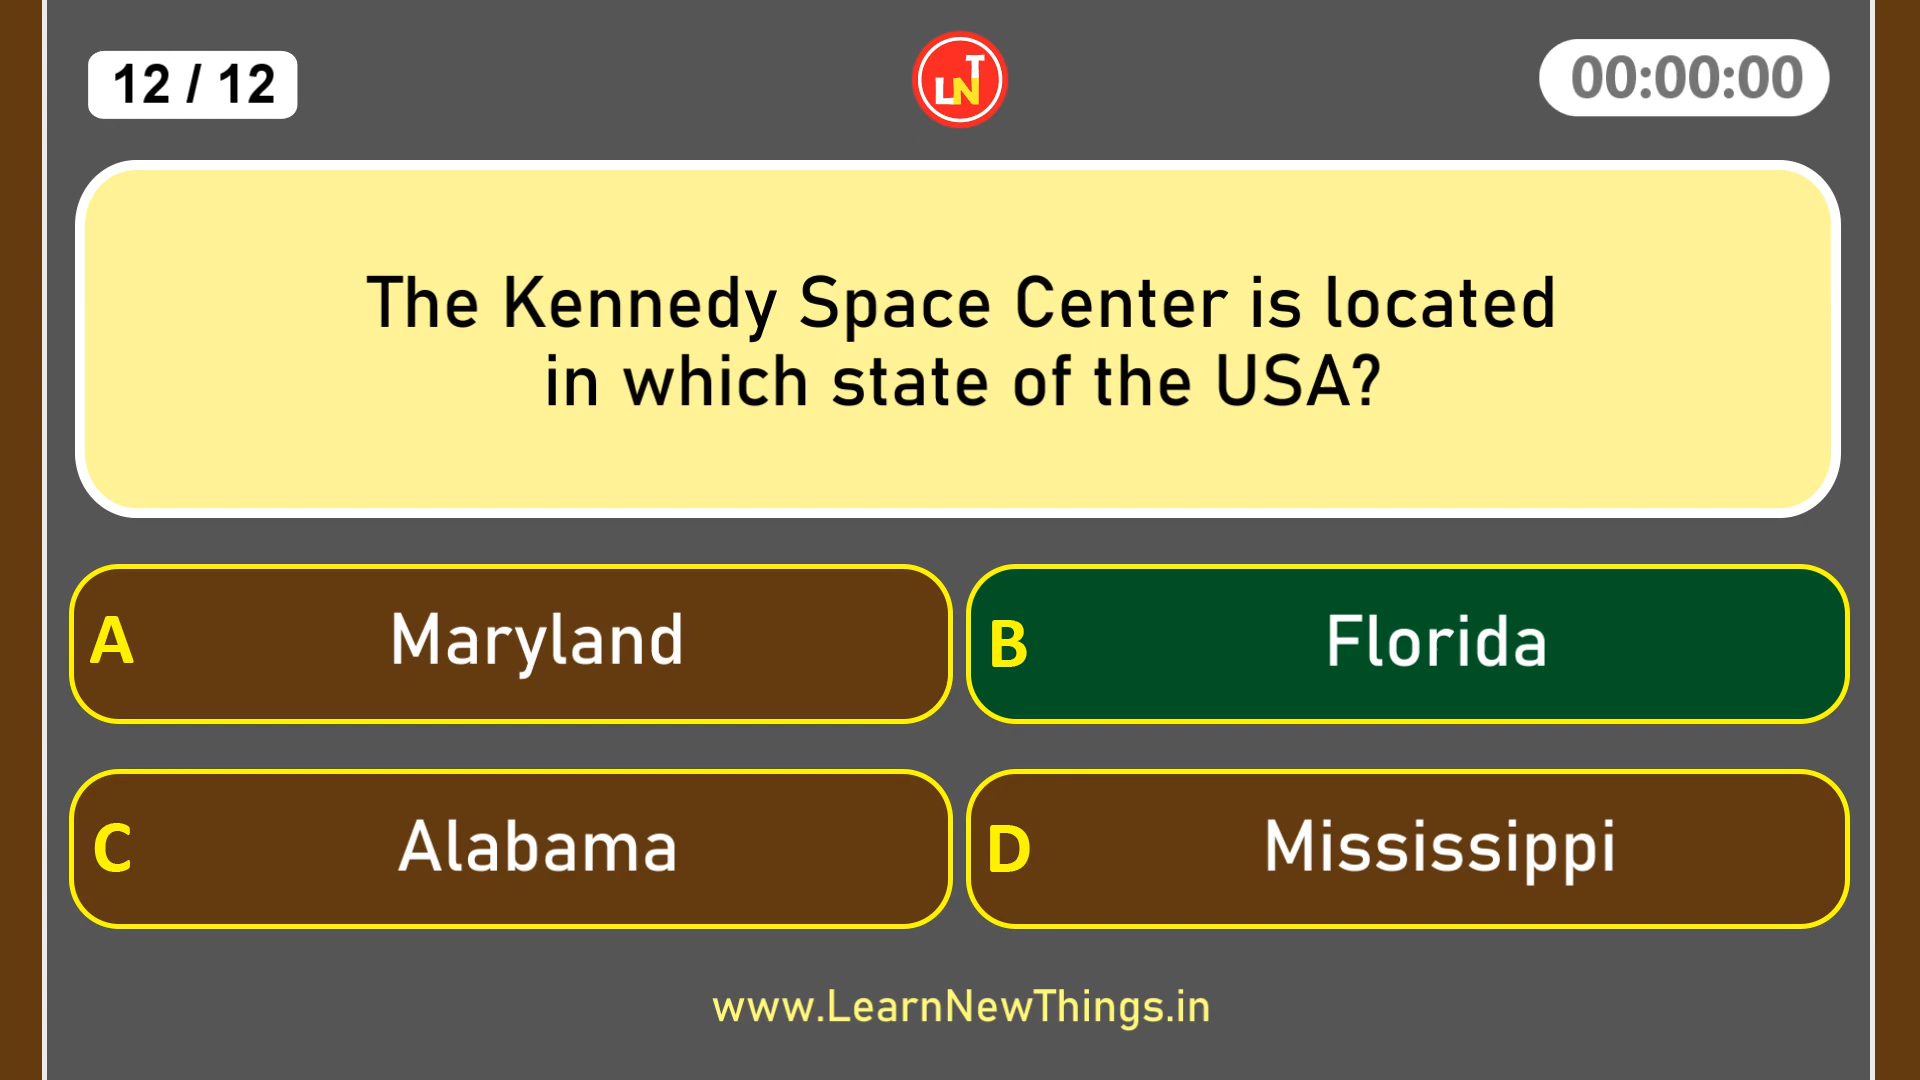 12 / 12
LNT
00:00:00
The Kennedy Space Center is located
in which state of the USA?
A Maryland
B Florida
C Alabama
D Mississippi
www.LearnNewThings.in